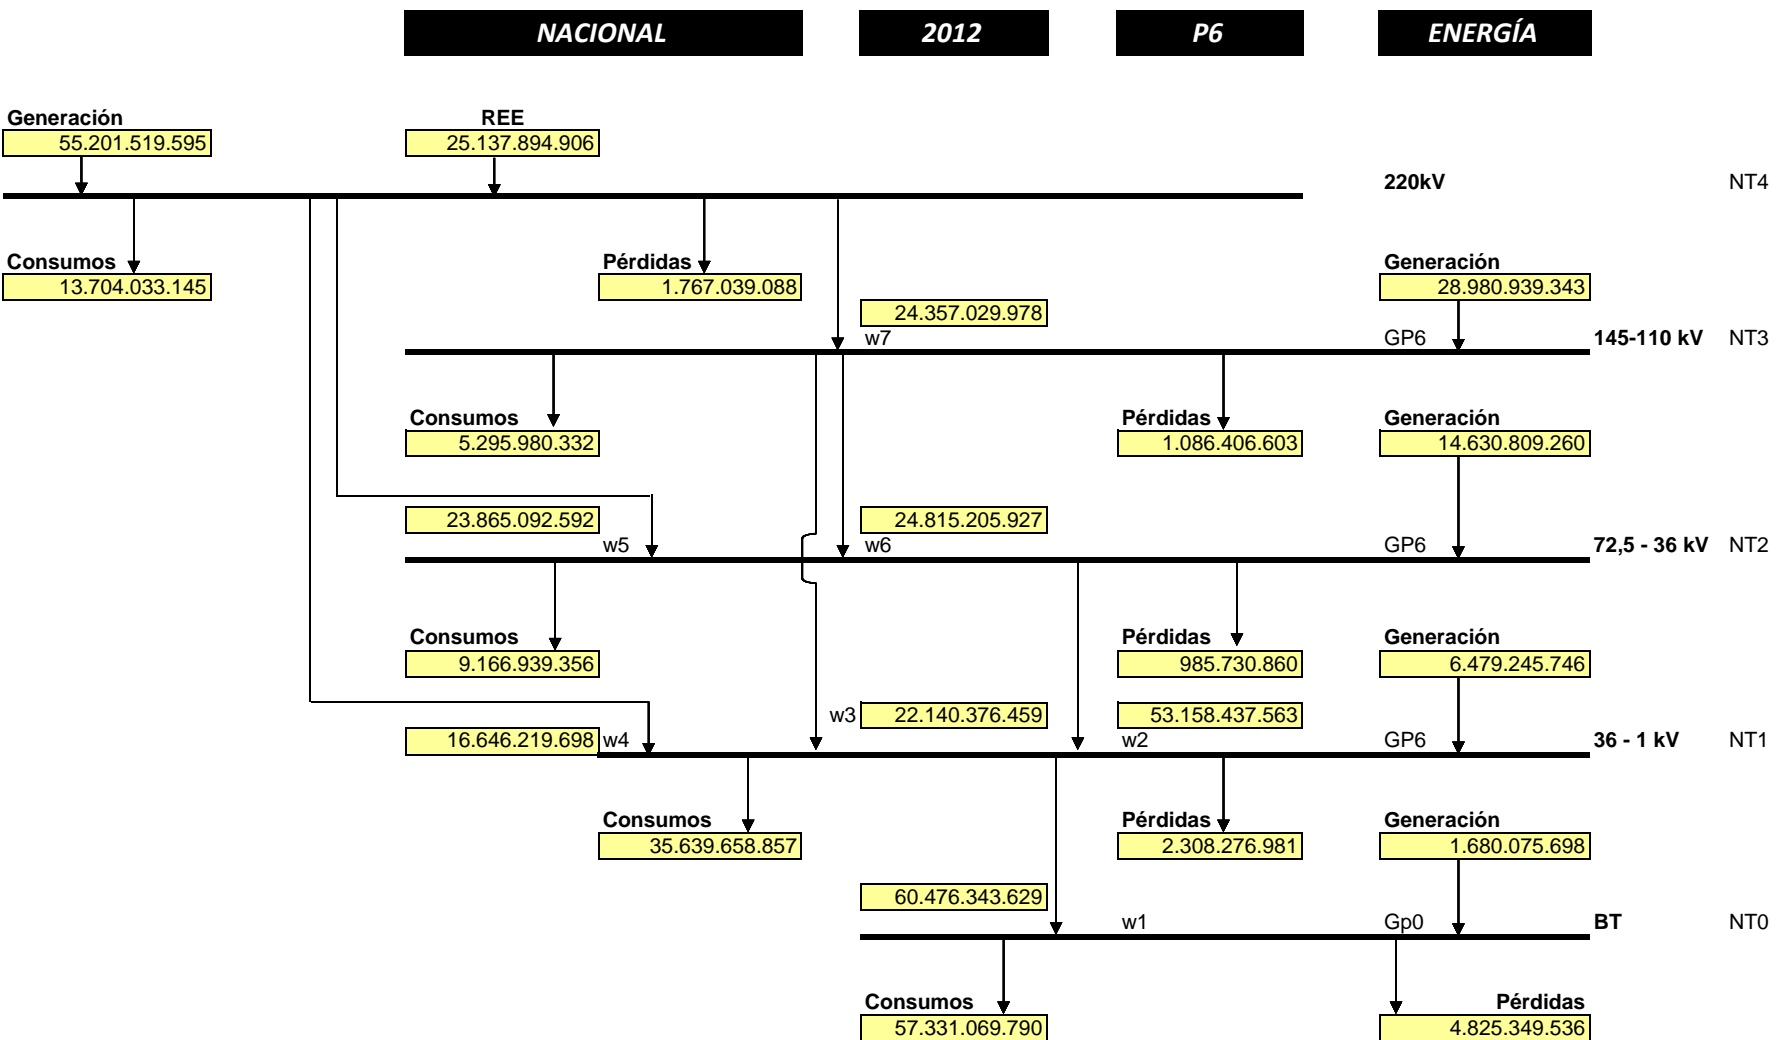 NACIONAL 2012 P6 ENERGÍA
Generación REE
55.201.519.595 25.137.894.906
220kV NT4
Consumos Pérdidas Generación
13.704.033.145 1.767.039.088 28.980.939.343
24.357.029.978
w7 GP6 145-110 kV NT3
Consumos Pérdidas Generación
5.295.980.332 1.086.406.603 14.630.809.260
23.865.092.592 24.815.205.927
w5 w6 GP6 72,5 - 36 kV NT2
Consumos Pérdidas Generación
9.166.939.356 985.730.860 6.479.245.746
w3 22.140.376.459 53.158.437.563
16.646.219.698 w4 w2 GP6 36 - 1 kV NT1
Consumos Pérdidas Generación
35.639.658.857 2.308.276.981 1.680.075.698
60.476.343.629
w1 Gp0 BT NT0
Consumos Pérdidas
57.331.069.790 4.825.349.536